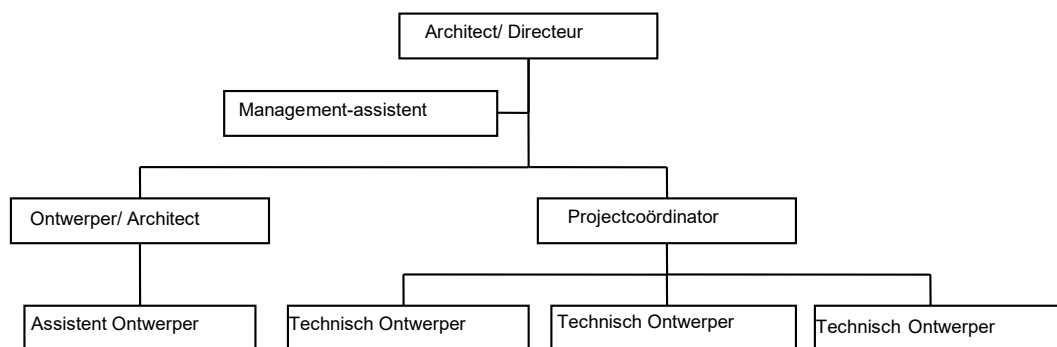 Architect/ Directeur
Management-assistent
Ontwerper/ Architect
Projectcoördinator
Assistent Ontwerper
Technisch Ontwerper
Technisch Ontwerper
Technisch Ontwerper